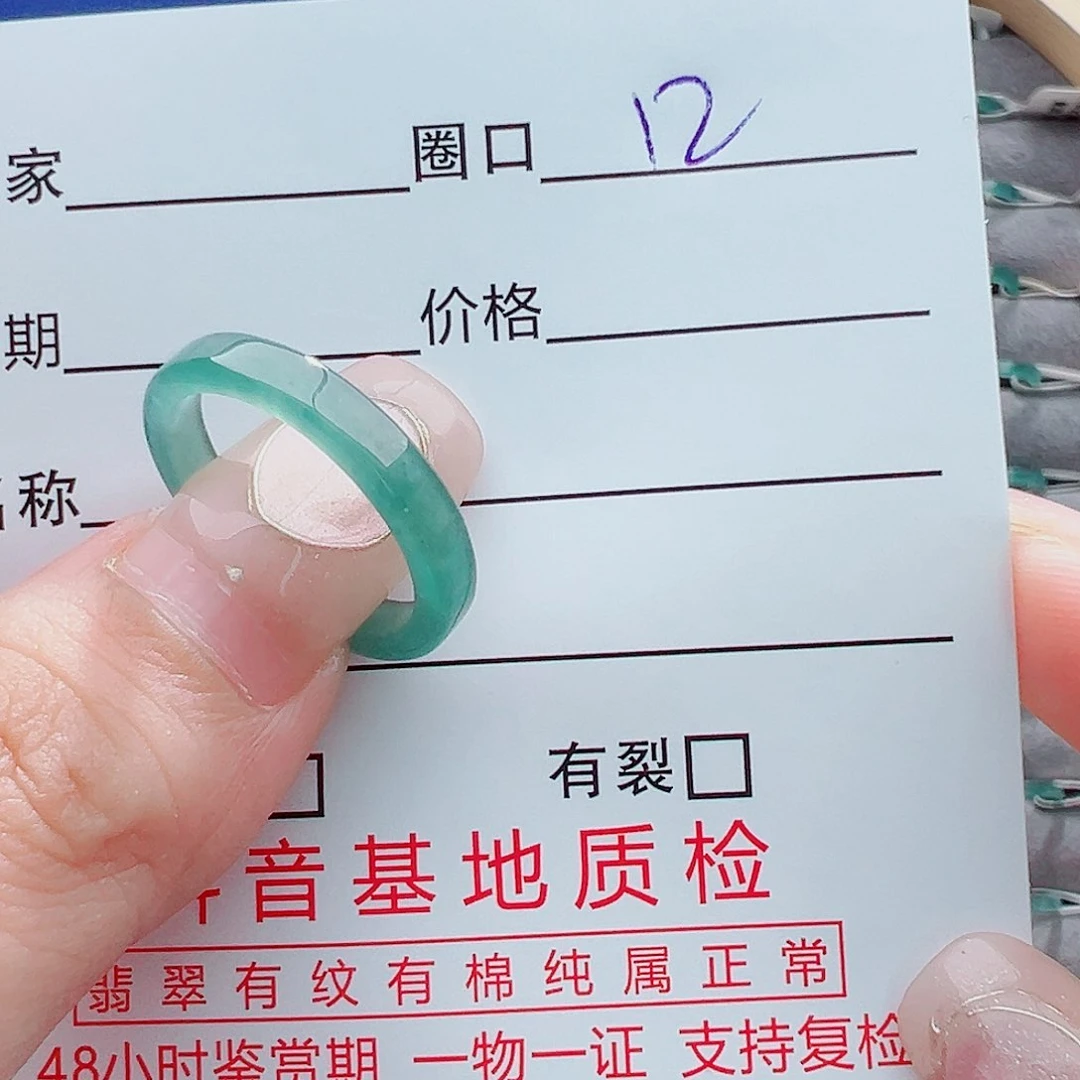 家 圈口 12
期 价格
称
有裂
音基地质检
翡翠有纹有棉纯属正常
48小时鉴赏期 一物一证 支持复检